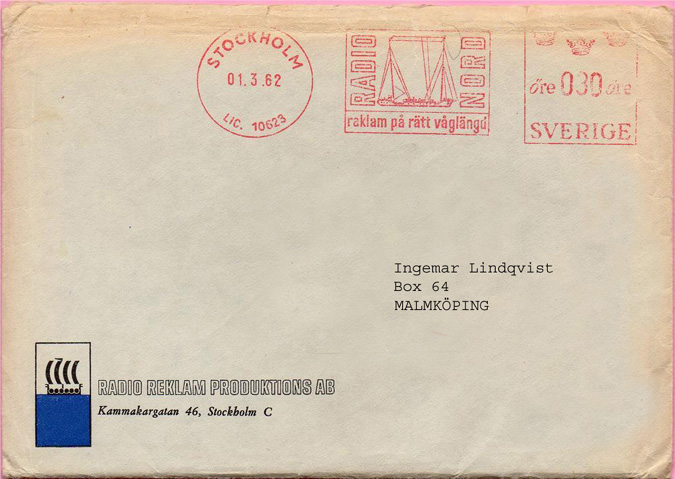 STOCKHOLM
01.3.62
LIC. 10623
RADIO NORD
reklam på rätt våglängd
öre 030 öre
SVERIGE
Ingemar Lindqvist
Box 64
MALMKÖPING
RADIO REKLAM PRODUKTIONS AB
Kammakargatan 46, Stockholm C